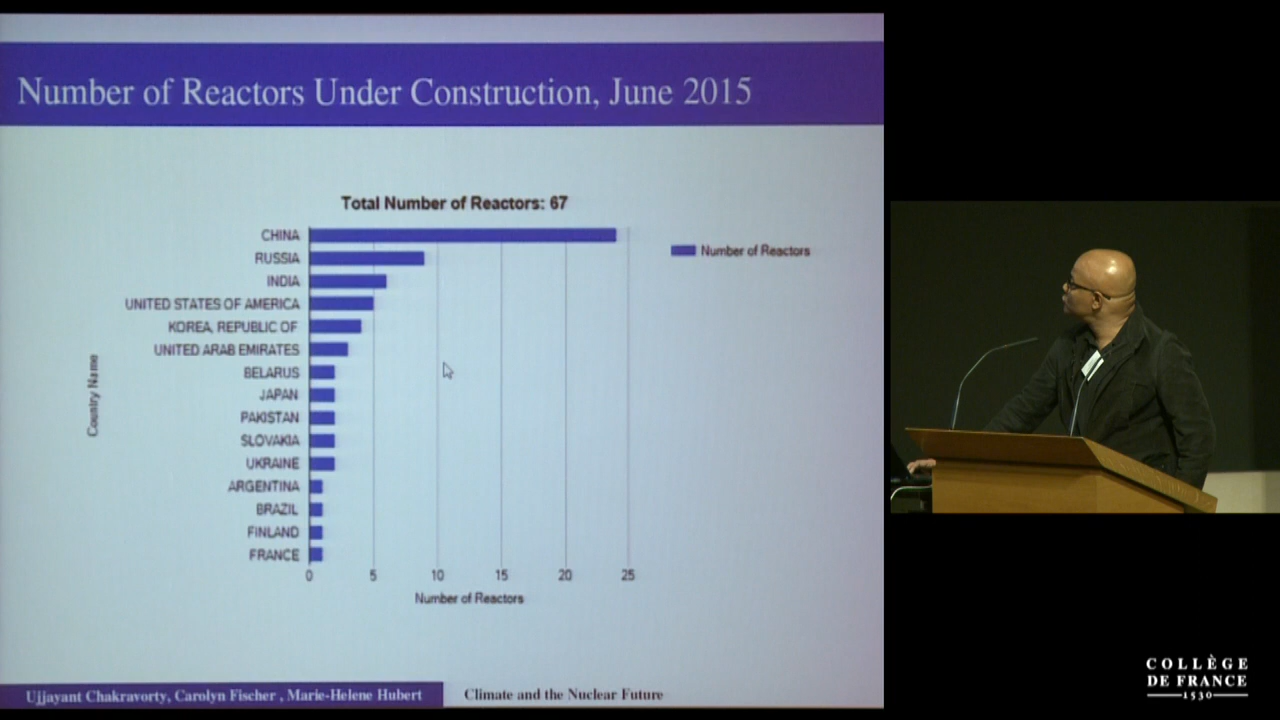 Number of Reactors Under Construction, June 2015
Total Number of Reactors: 67
CHINA
RUSSIA
INDIA
UNITED STATES OF AMERICA
KOREA, REPUBLIC OF
UNITED ARAB EMIRATES
BELARUS
JAPAN
PAKISTAN
SLOVAKIA
UKRAINE
ARGENTINA
BRAZIL
FINLAND
FRANCE
Country Name
0 5 10 15 20 25
Number of Reactors
Number of Reactors
Ujjayant Chakravorty, Carolyn Fischer , Marie-Helene Hubert
Climate and the Nuclear Future
COLLÈGE
DE FRANCE
1530